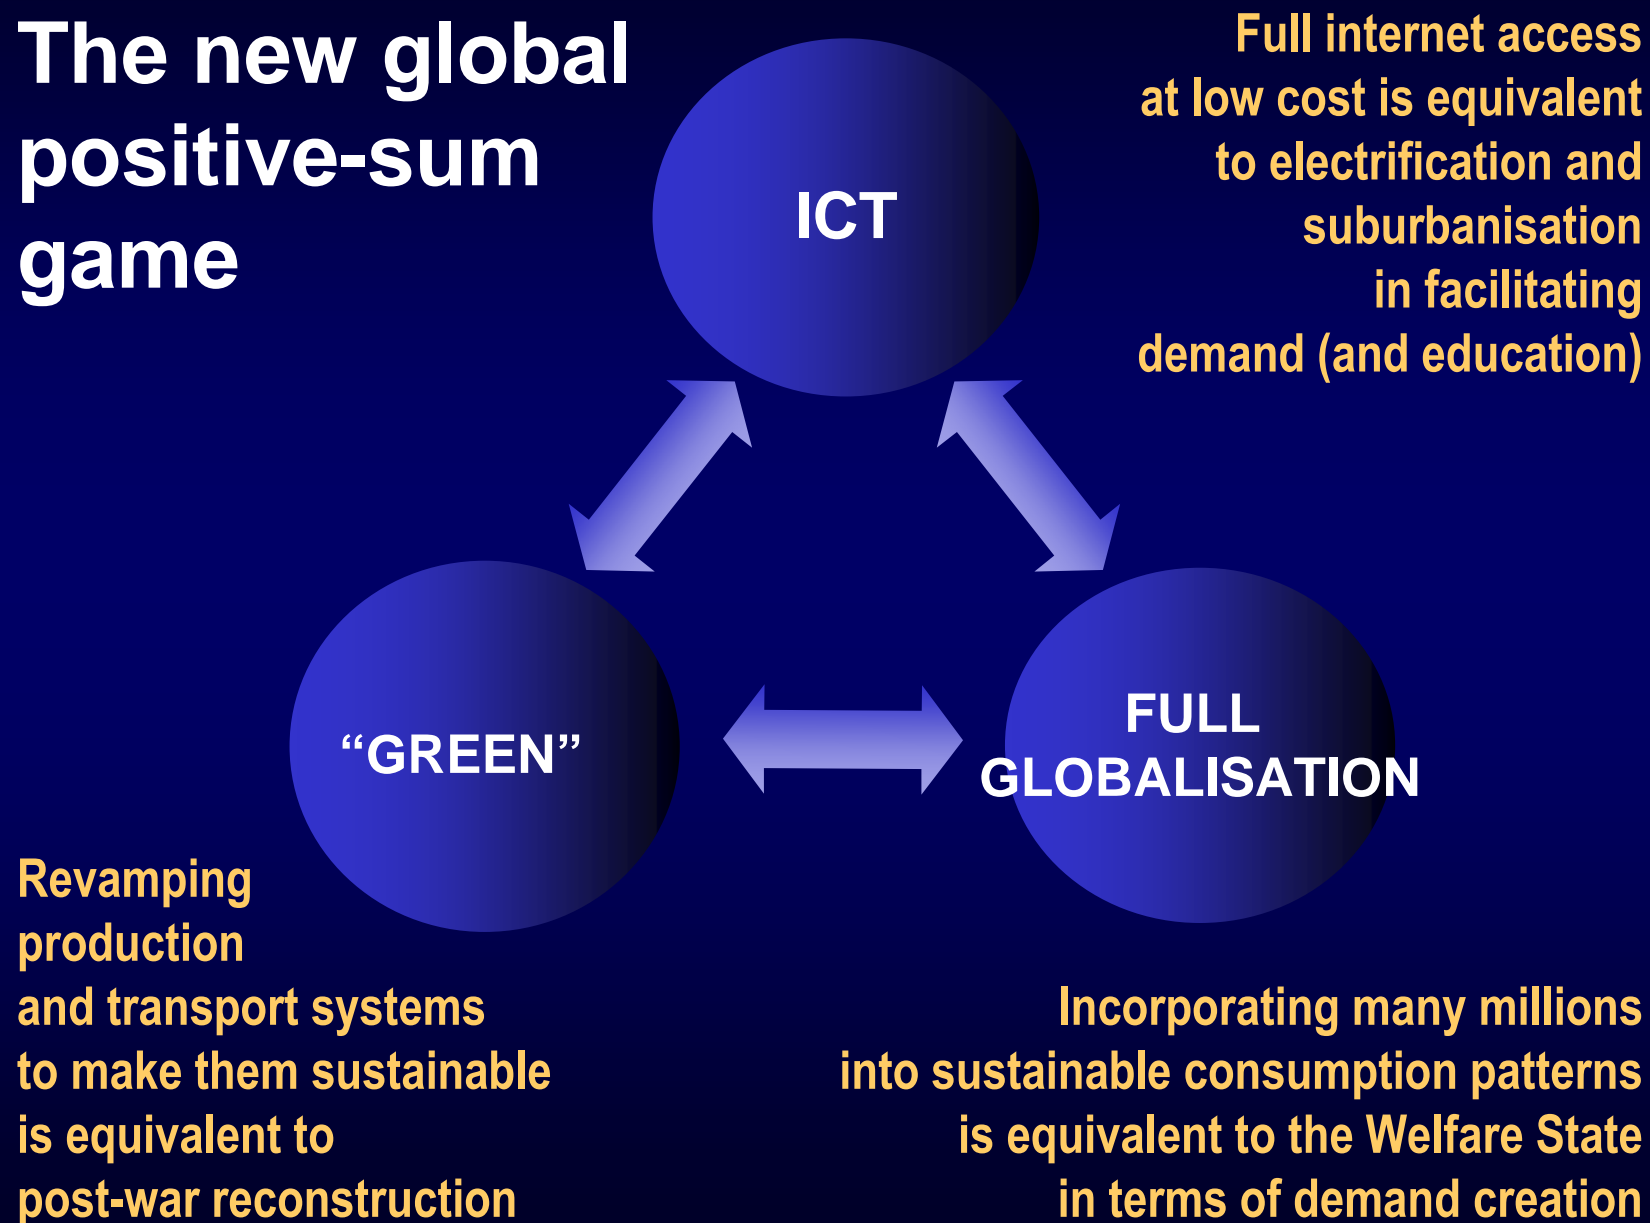 The new global
positive-sum
game
Full internet access
at low cost is equivalent
to electrification and
suburbanisation
in facilitating
demand (and education)
ICT
“GREEN”
FULL
GLOBALISATION
Revamping
production
and transport systems
to make them sustainable
is equivalent to
post-war reconstruction
Incorporating many millions
into sustainable consumption patterns
is equivalent to the Welfare State
in terms of demand creation